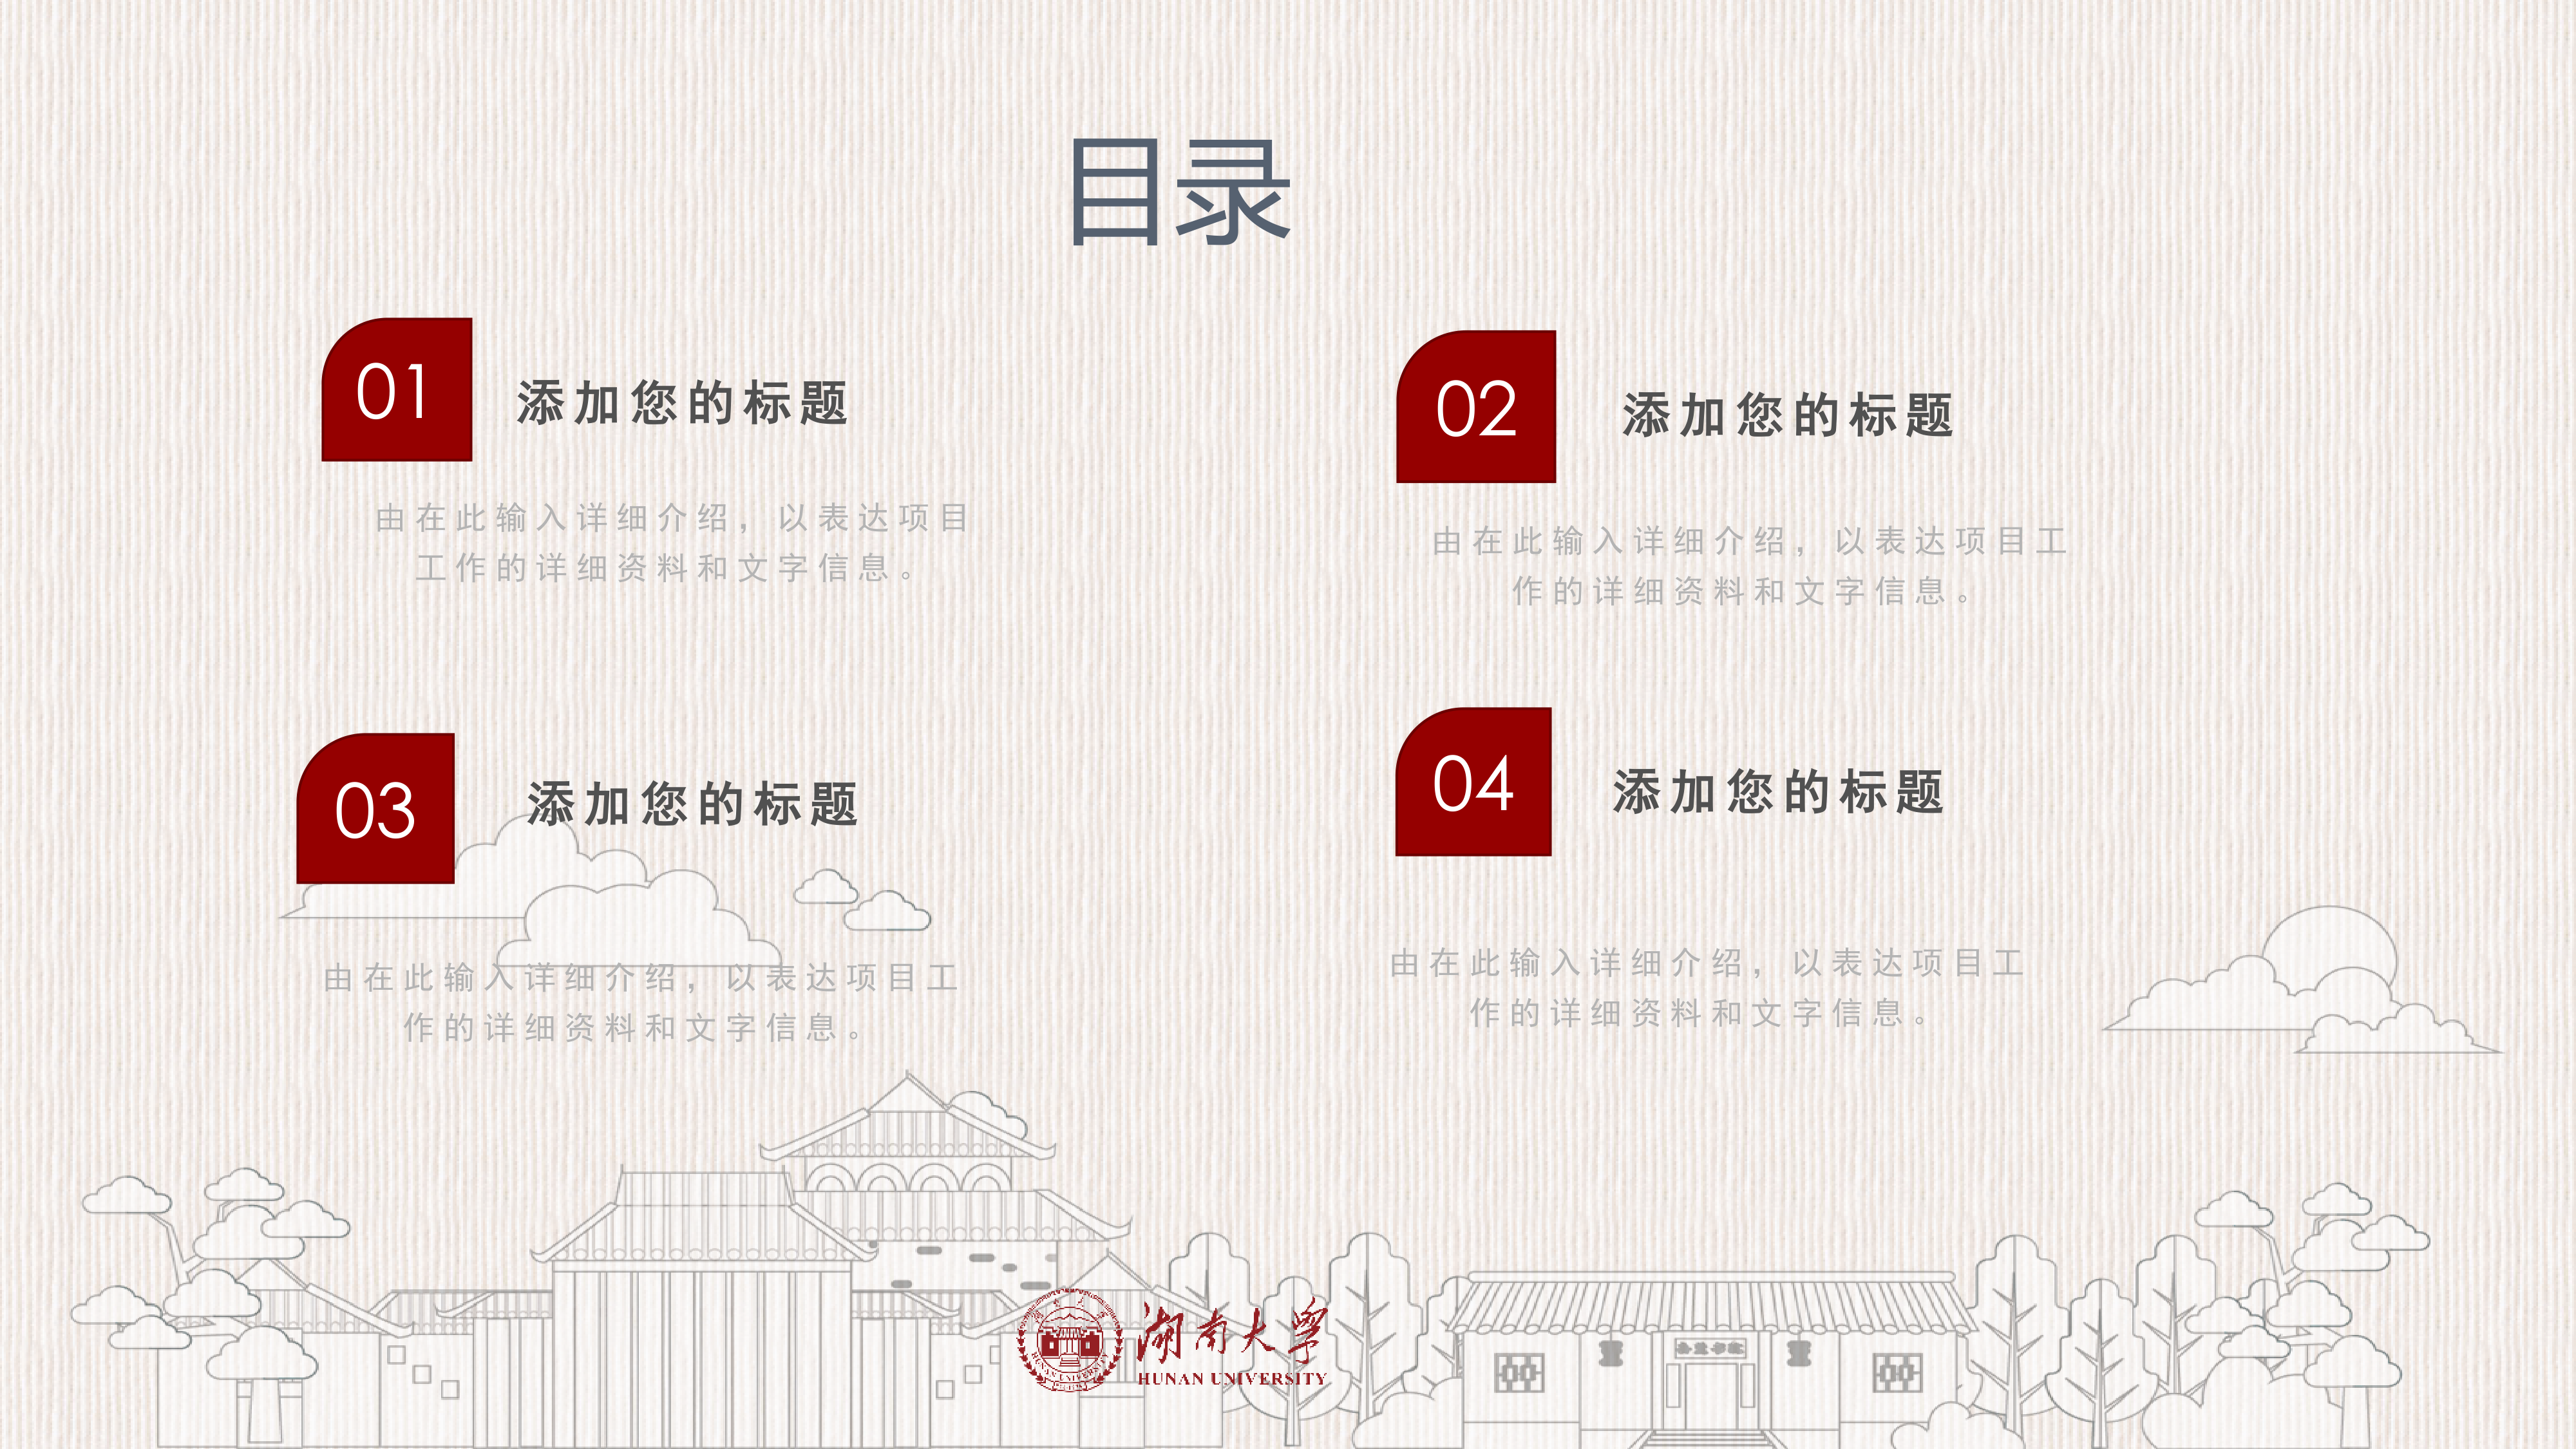 目录
01
添加您的标题
由在此输入详细介绍，以表达项目
工作的详细资料和文字信息。
02
添加您的标题
由在此输入详细介绍，以表达项目工
作的详细资料和文字信息。
03
添加您的标题
由在此输入详细介绍，以表达项目工
作的详细资料和文字信息。
04
添加您的标题
由在此输入详细介绍，以表达项目工
作的详细资料和文字信息。
湖南大学
HUNAN UNIVERSITY
HUNAN UNIVERSITY